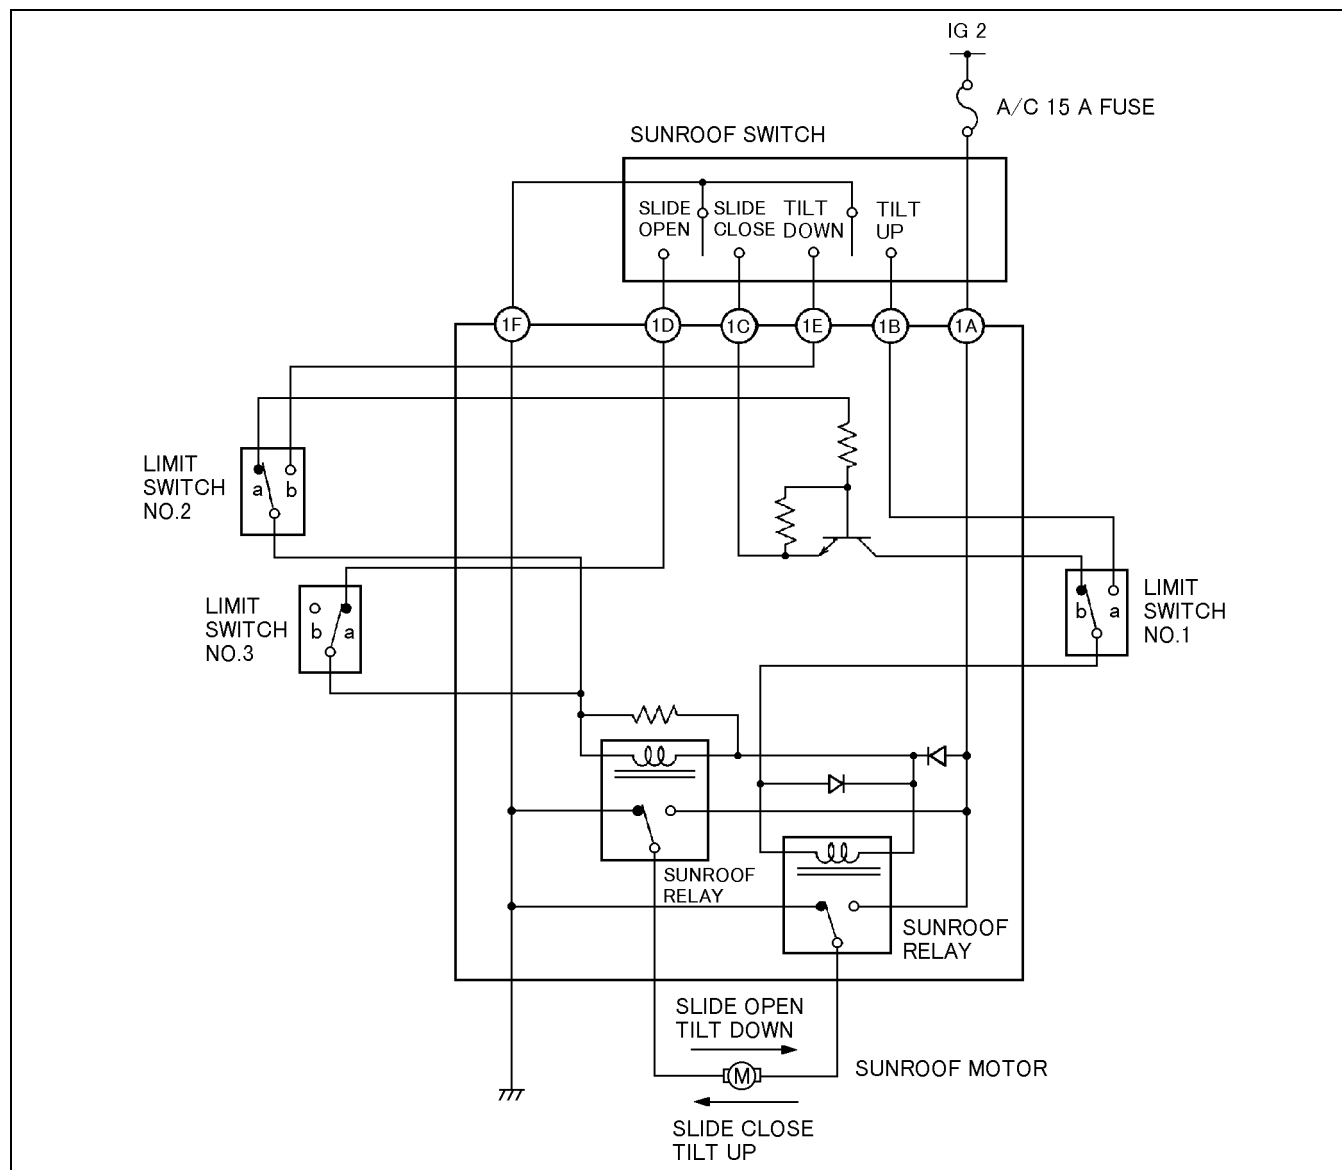 IG 2
A/C 15 A FUSE
SUNROOF SWITCH
SLIDE
OPEN
SLIDE
CLOSE
TILT
DOWN
TILT
UP
1F
1D
1C
1E
1B
1A
LIMIT
SWITCH
NO.2
a
b
LIMIT
SWITCH
NO.3
b
a
b
a
LIMIT
SWITCH
NO.1
SUNROOF
RELAY
SUNROOF
RELAY
SLIDE OPEN
TILT DOWN
M
SUNROOF MOTOR
SLIDE CLOSE
TILT UP